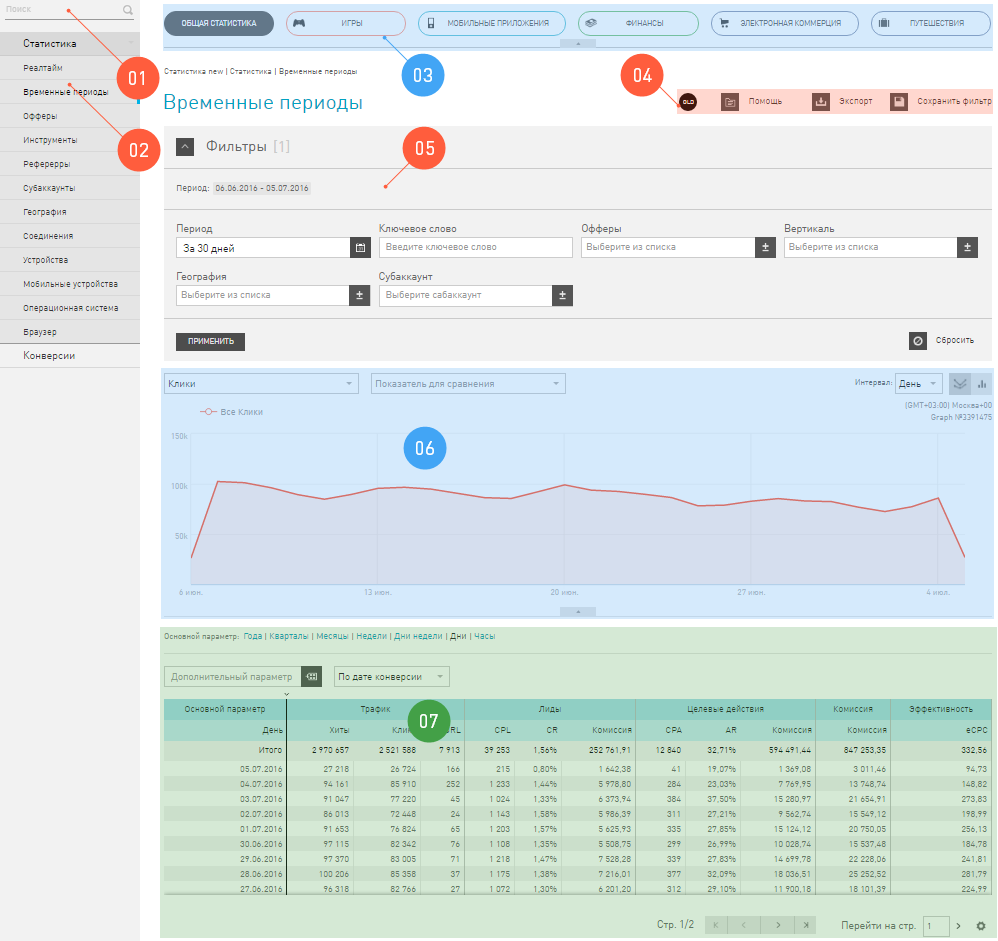 Поиск
Статистика
Реалтайм
Временные периоды
Офферы
Инструменты
Рефереры
Субаккаунты
География
Соединения
Устройства
Мобильные устройства
Операционная система
Браузер
Конверсии
01
02
ОБЩАЯ СТАТИСТИКА ИГРЫ МОБИЛЬНЫЕ ПРИЛОЖЕНИЯ ФИНАНСЫ ЭЛЕКТРОННАЯ КОММЕРЦИЯ ПУТЕШЕСТВИЯ
03
04
Статистика new | Статистика | Временные периоды
Временные периоды
OLD Помощь Экспорт Сохранить фильтр
Фильтры [1]
05
Период: 06.06.2016 - 05.07.2016
Период Ключевое слово Офферы Вертикаль
За 30 дней Введите ключевое слово Выберите из списка Выберите из списка
География Субаккаунт
Выберите из списка Выберите сабаккаунт
ПРИМЕНИТЬ Сбросить
Клики Показатель для сравнения Интервал: День
(GMT+03:00) Москва+00
Graph №3391475
Все Клики
06
150k
100k
50k
6 июн. 13 июн. 20 июн. 27 июн. 4 июл.
Основной параметр: Года | Кварталы | Месяцы | Недели | Дни недели | Дни | Часы
Дополнительный параметр По дате конверсии
07
Основной параметр Трафик Лиды Целевые действия Комиссия Эффективность
День Хиты Кли RL CPL CR Комиссия CPA AR Комиссия Комиссия eCPC
Итого 2 970 657 2 521 588 7 913 39 253 1,56% 252 761,91 12 840 32,71% 594 491,44 847 253,35 332,56
05.07.2016 27 218 26 724 166 215 0,80% 1 642,38 41 19,07% 1 369,08 3 011,46 94,73
04.07.2016 94 161 85 910 252 1 233 1,44% 5 978,80 284 23,03% 7 769,95 13 748,74 148,82
03.07.2016 91 047 77 220 45 1 024 1,33% 6 373,94 384 37,50% 15 280,97 21 654,91 273,83
02.07.2016 86 013 72 448 24 1 143 1,58% 5 986,39 311 27,21% 9 562,74 15 549,12 198,99
01.07.2016 91 653 76 824 65 1 203 1,57% 5 625,93 335 27,85% 15 124,12 20 750,05 256,13
30.06.2016 97 115 82 342 76 1 108 1,35% 5 508,75 299 26,99% 10 028,74 15 537,48 184,78
29.06.2016 97 370 83 005 71 1 218 1,47% 7 528,28 339 27,83% 14 699,78 22 228,06 241,81
28.06.2016 100 206 85 358 37 1 175 1,38% 7 216,01 377 32,09% 18 036,51 25 252,52 281,79
27.06.2016 96 318 82 766 27 1 072 1,30% 6 201,20 312 29,10% 11 900,18 18 101,39 224,99
Стр. 1/2 Перейти на стр. 1